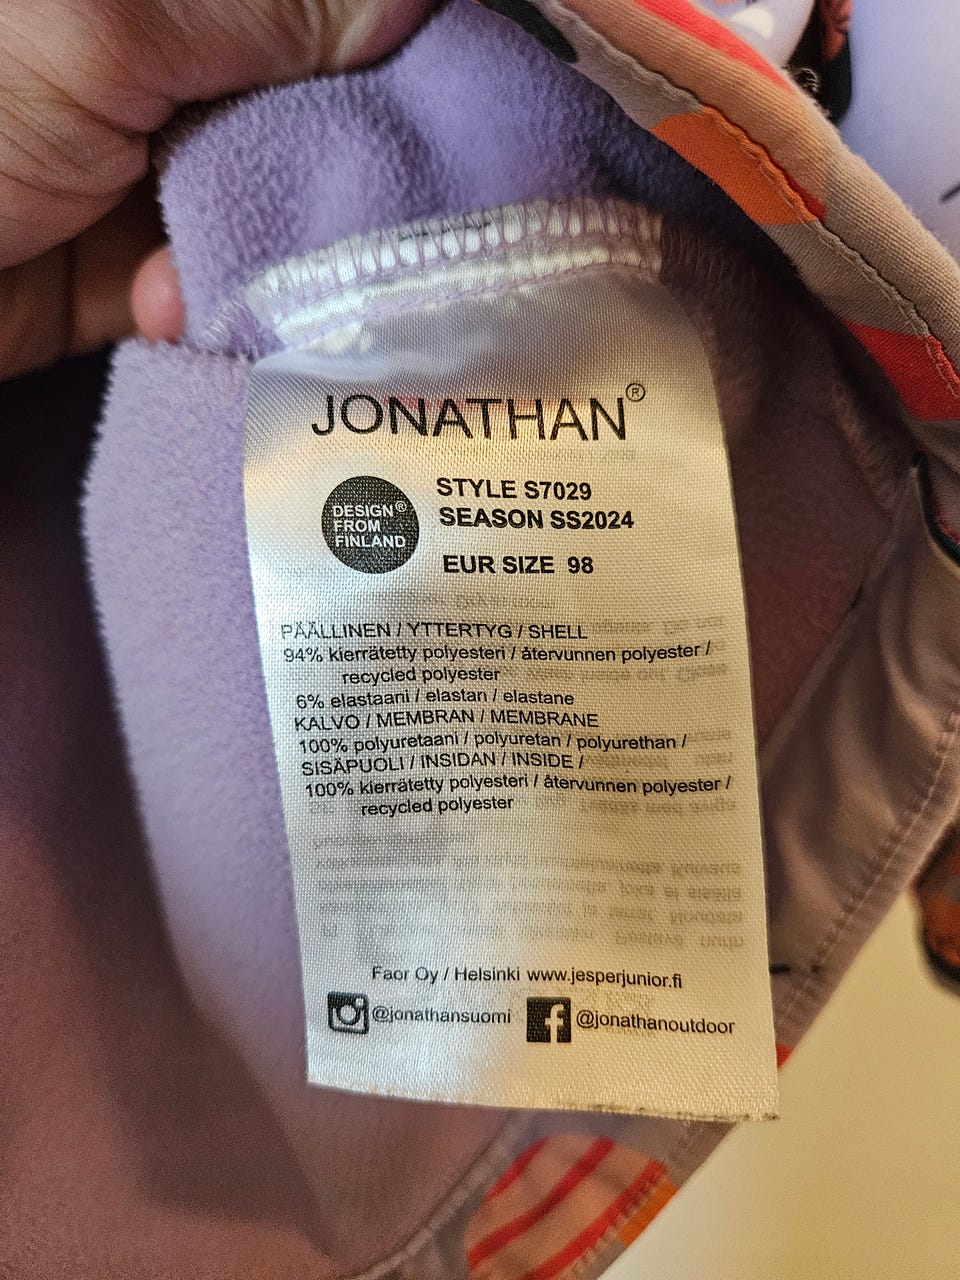 JONATHAN®
DESIGN®
FROM
FINLAND
STYLE S7029
SEASON SS2024
EUR SIZE 98
PÄÄLLINEN / YTTERTYG / SHELL
94% kierrätetty polyesteri / återvunnen polyester /
recycled polyester
6% elastaani / elastan / elastane
KALVO / MEMBRAN / MEMBRANE
100% polyuretaani / polyuretan / polyurethan /
SISÄPUOLI / INSIDAN / INSIDE /
100% kierrätetty polyesteri / återvunnen polyester /
recycled polyester
Faor Oy / Helsinki www.jesperjunior.fi
@jonathansuomi
@jonathanoutdoor